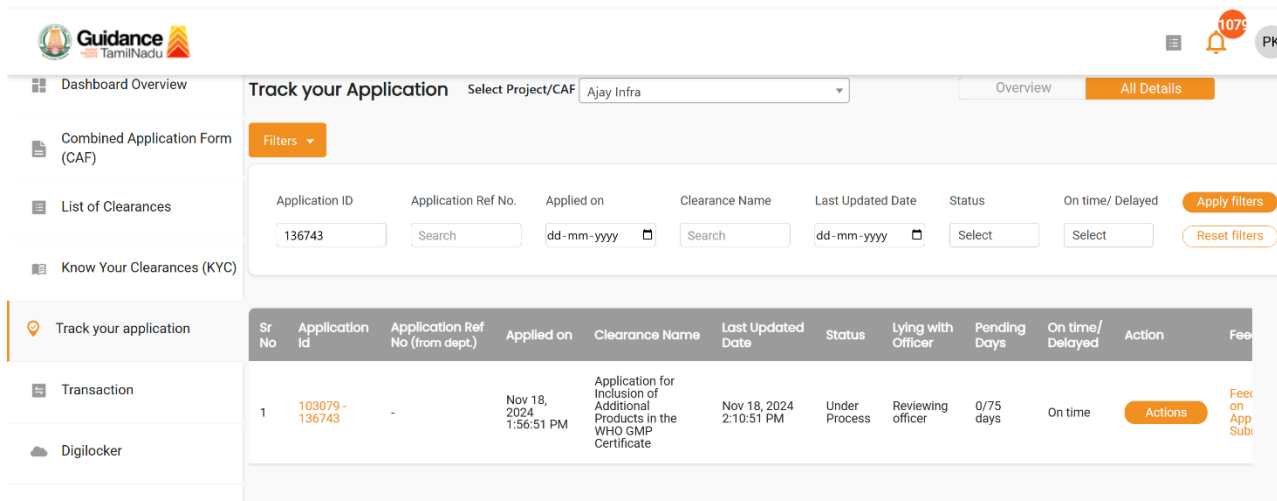 Guidance
TamilNadu
1079
PK
Dashboard Overview
Track your Application Select Project/CAF Ajay Infra Overview All Details
Combined Application Form
(CAF)
Filters
List of Clearances
Application ID Application Ref No. Applied on Clearance Name Last Updated Date Status On time/ Delayed Apply filters
136743 Search dd-mm-yyyy Search dd-mm-yyyy Select Select Reset filters
Know Your Clearances (KYC)
Track your application
Sr
No
Application
Id
Application Ref
No (from dept.)
Applied on
Clearance Name
Last Updated
Date
Status
Lying with
Officer
Pending
Days
On time/
Delayed
Action
Fee
1
103079 -
136743
-
Nov 18,
2024
1:56:51 PM
Application for
Inclusion of
Additional
Products in the
WHO GMP
Certificate
Nov 18, 2024
2:10:51 PM
Under
Process
Reviewing
officer
0/75
days
On time
Actions
on
App
Transaction
Digilocker